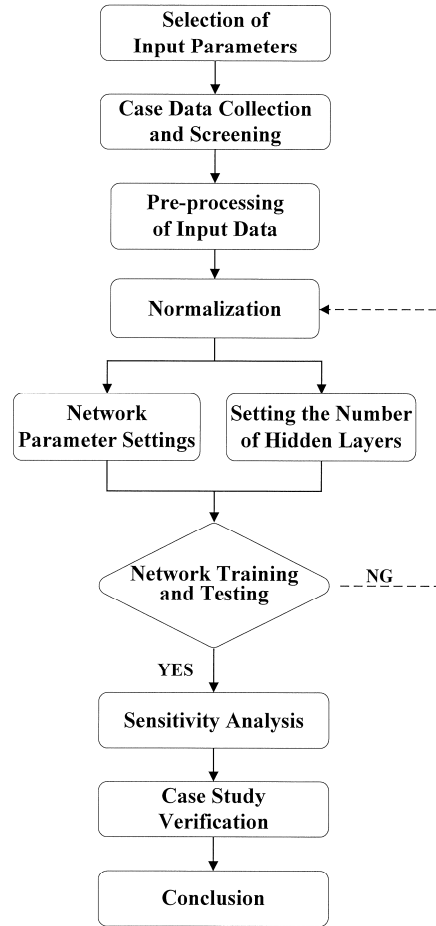 Selection of
Input Parameters
Case Data Collection
and Screening
Pre-processing
of Input Data
Normalization
Network
Parameter Settings
Setting the Number
of Hidden Layers
Network Training
and Testing
NG
YES
Sensitivity Analysis
Case Study
Verification
Conclusion